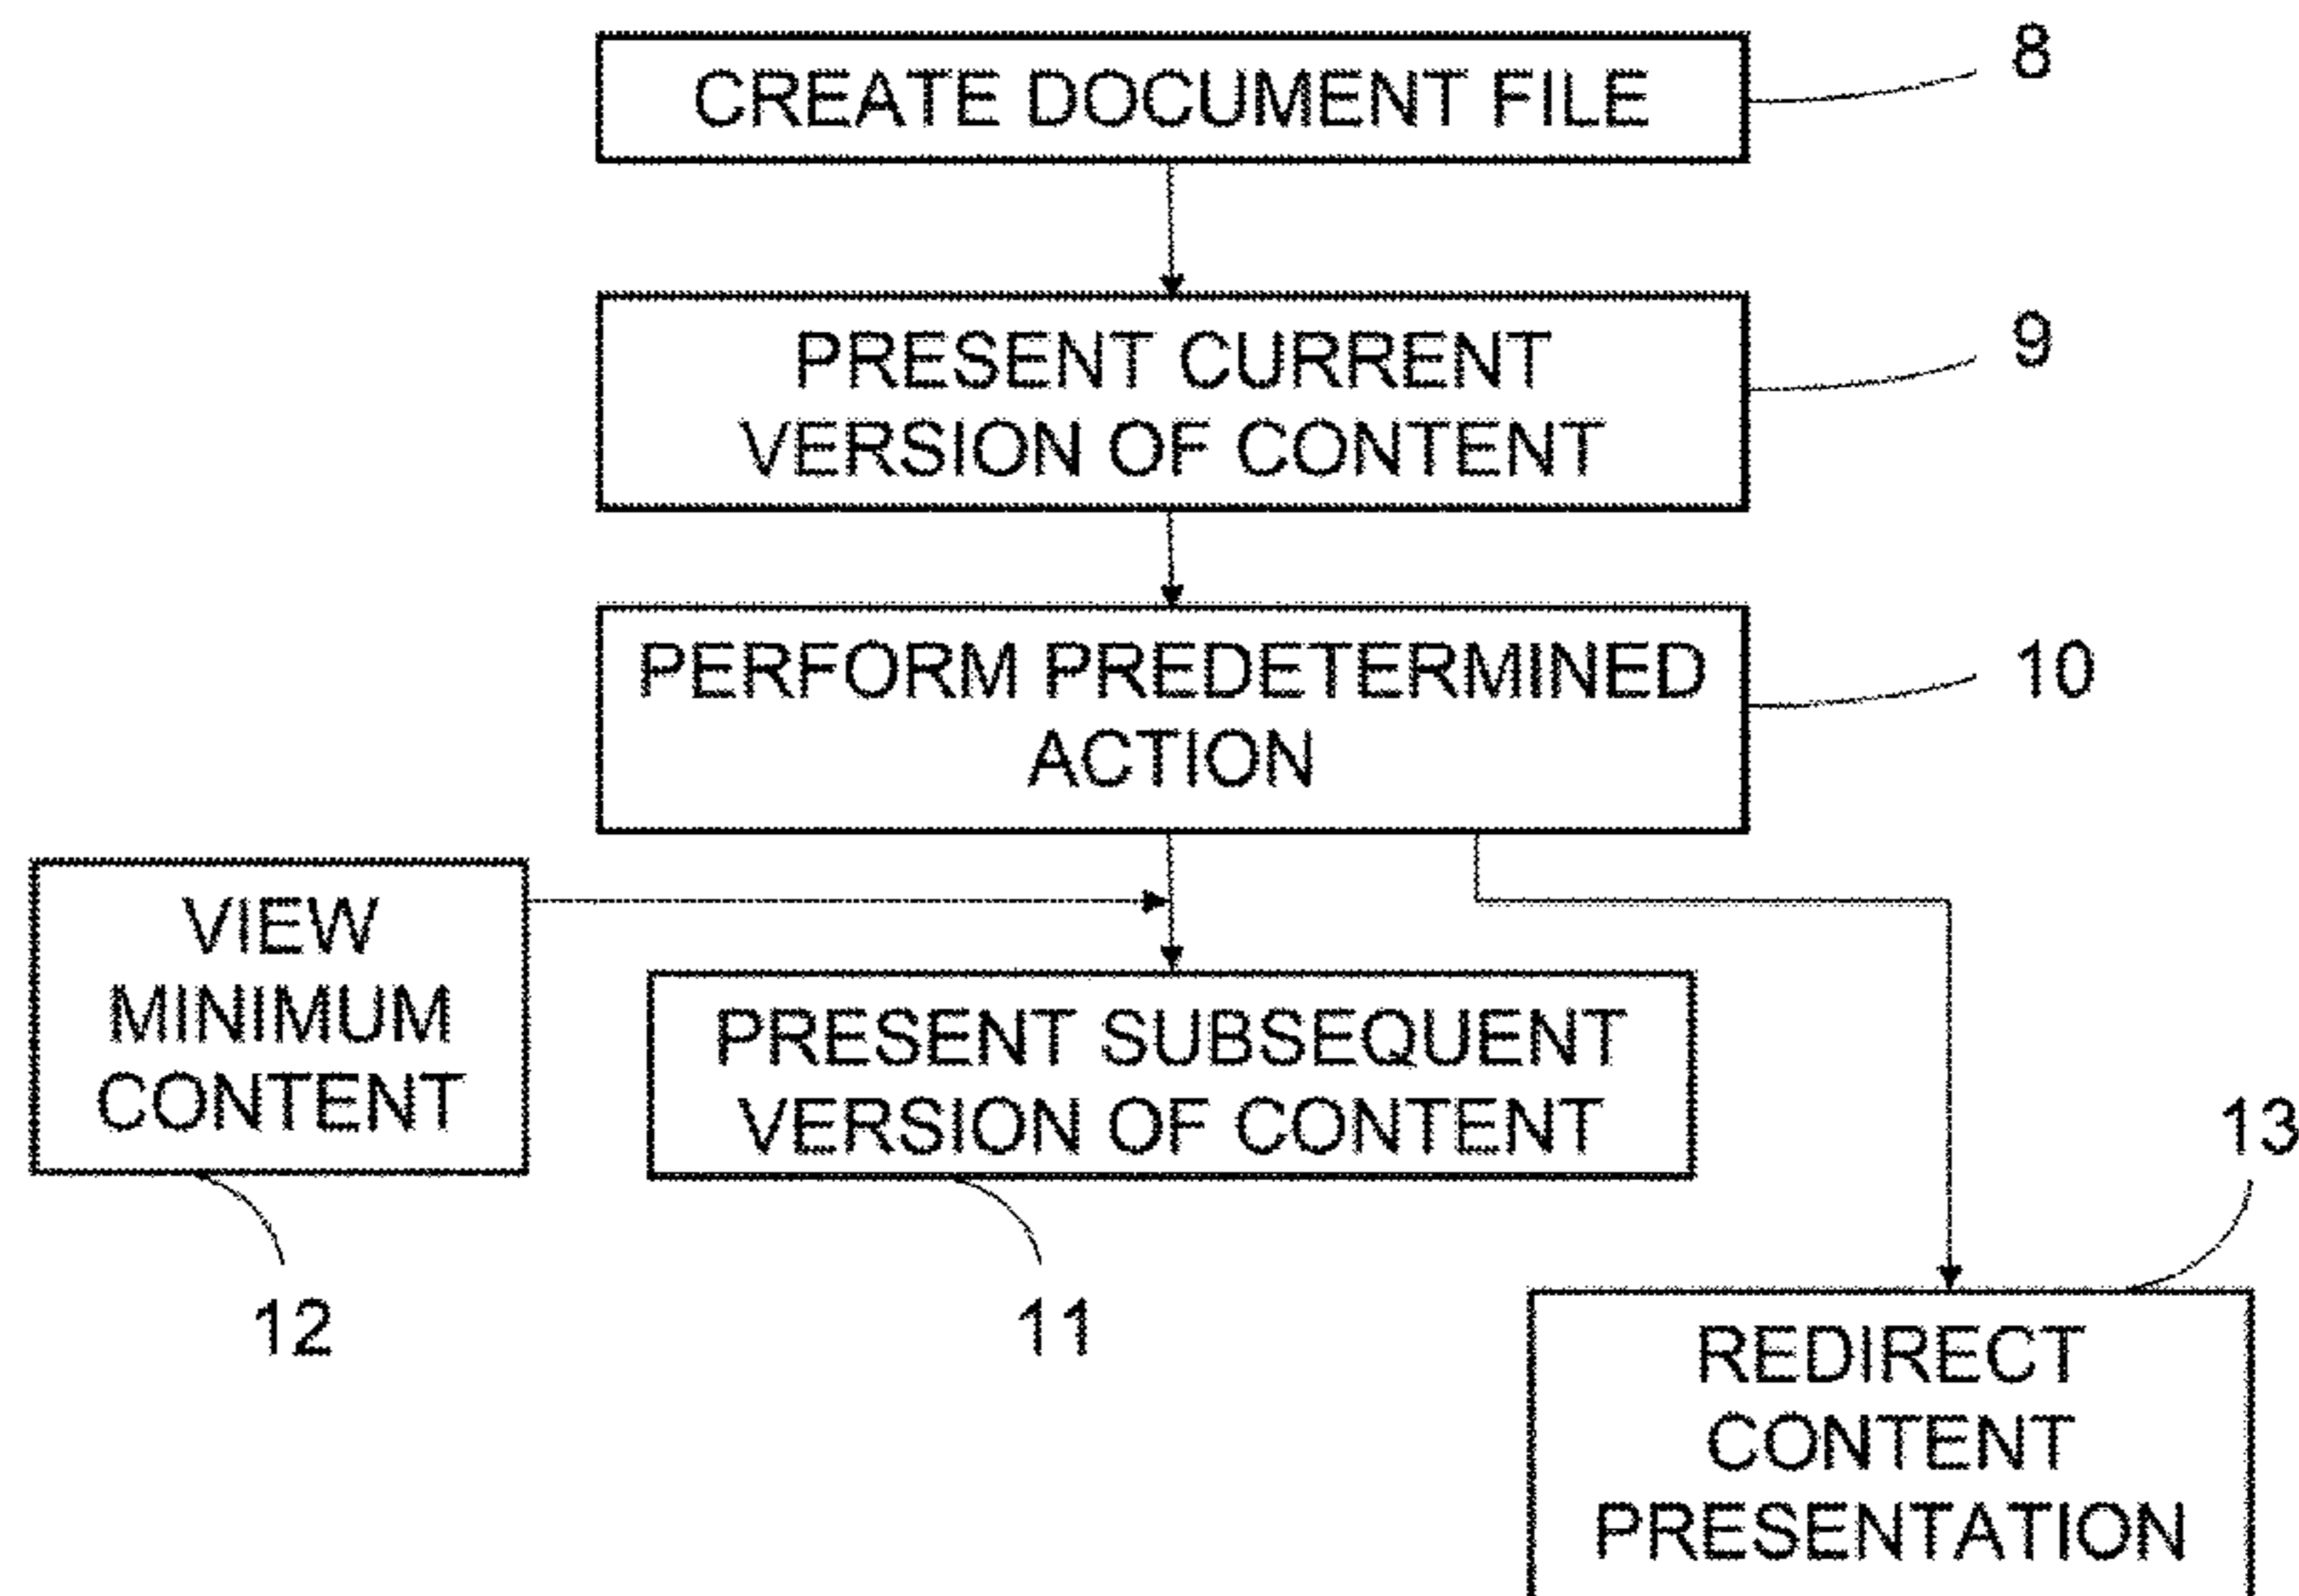 CREATE DOCUMENT FILE
8
PRESENT CURRENT
VERSION OF CONTENT
9
PERFORM PREDETERMINED
ACTION
10
VIEW
MINIMUM
CONTENT
12
PRESENT SUBSEQUENT
VERSION OF CONTENT
11
13
REDIRECT
CONTENT
PRESENTATION